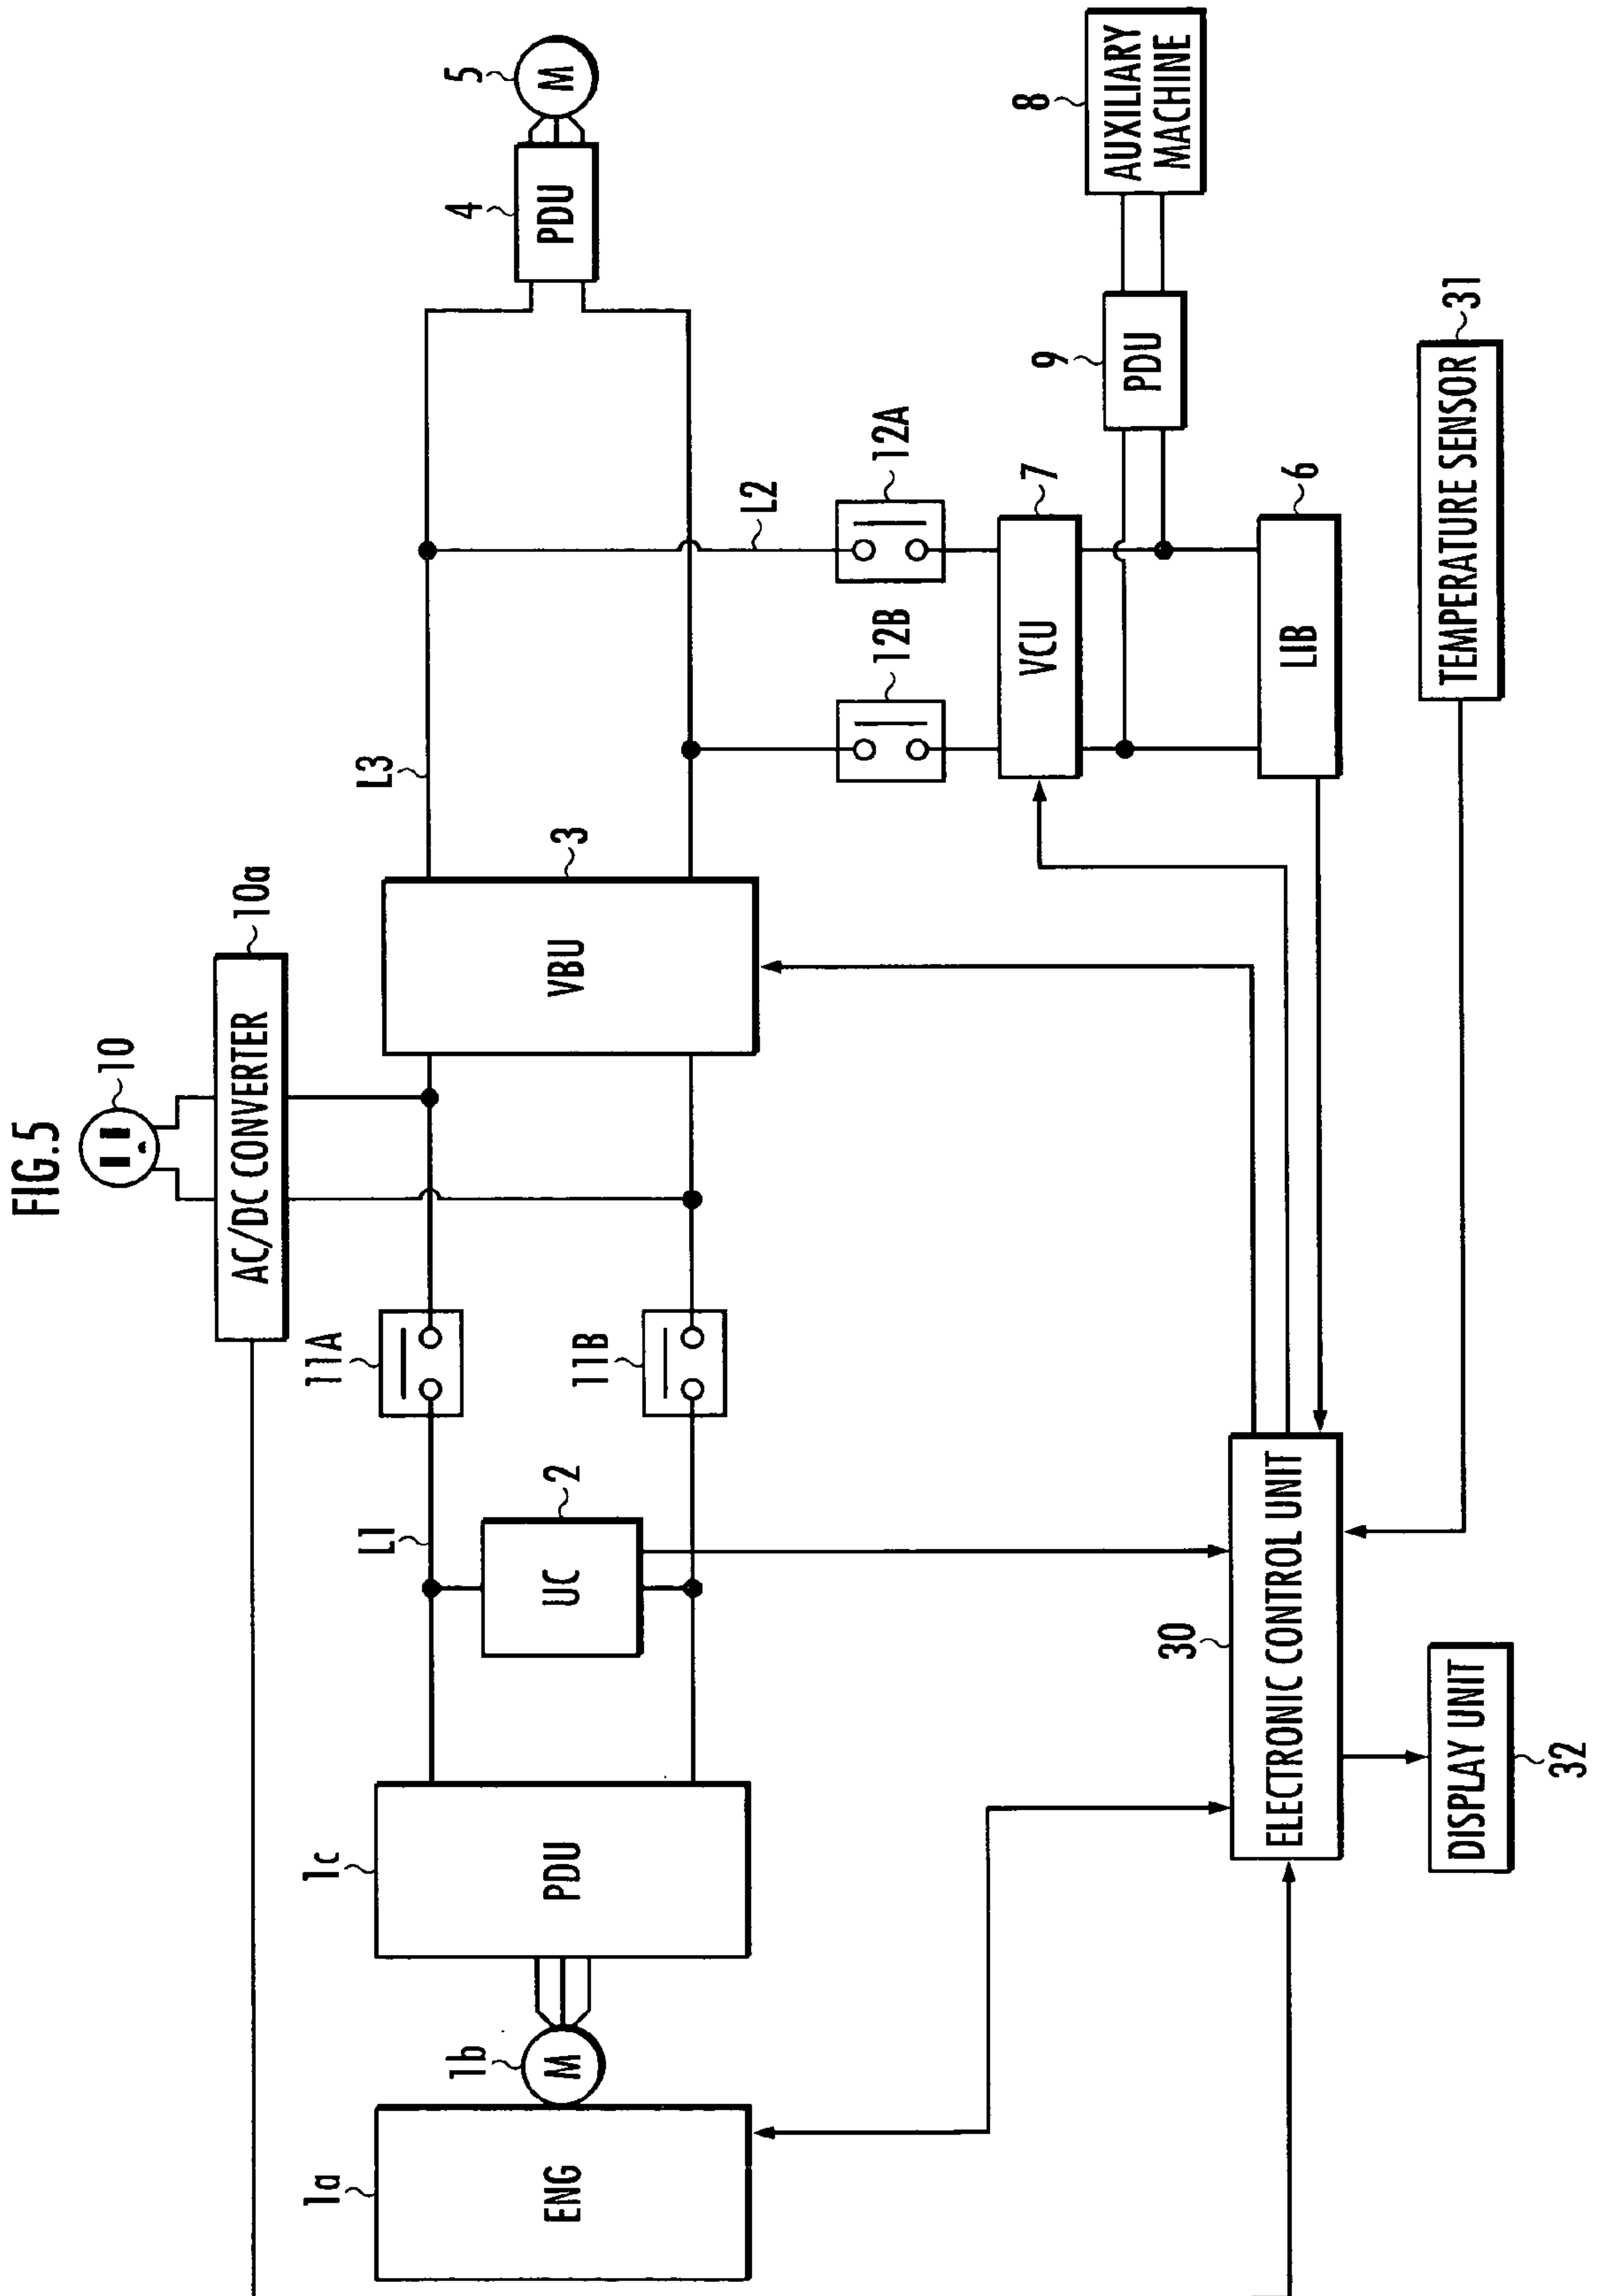 FIG.5
10
10a
AC/DC CONVERTER
1a
ENG
1b
M
1c
PDU
L1
UC
2
11A
11B
VBU
3
L3
4
PDU
5
M
L2
12B
12A
VCU
7
9
PDU
8
AUXILIARY
MACHINE
LIB
6
30
ELECTRONIC CONTROL UNIT
TEMPERATURE SENSOR
31
DISPLAY UNIT
32